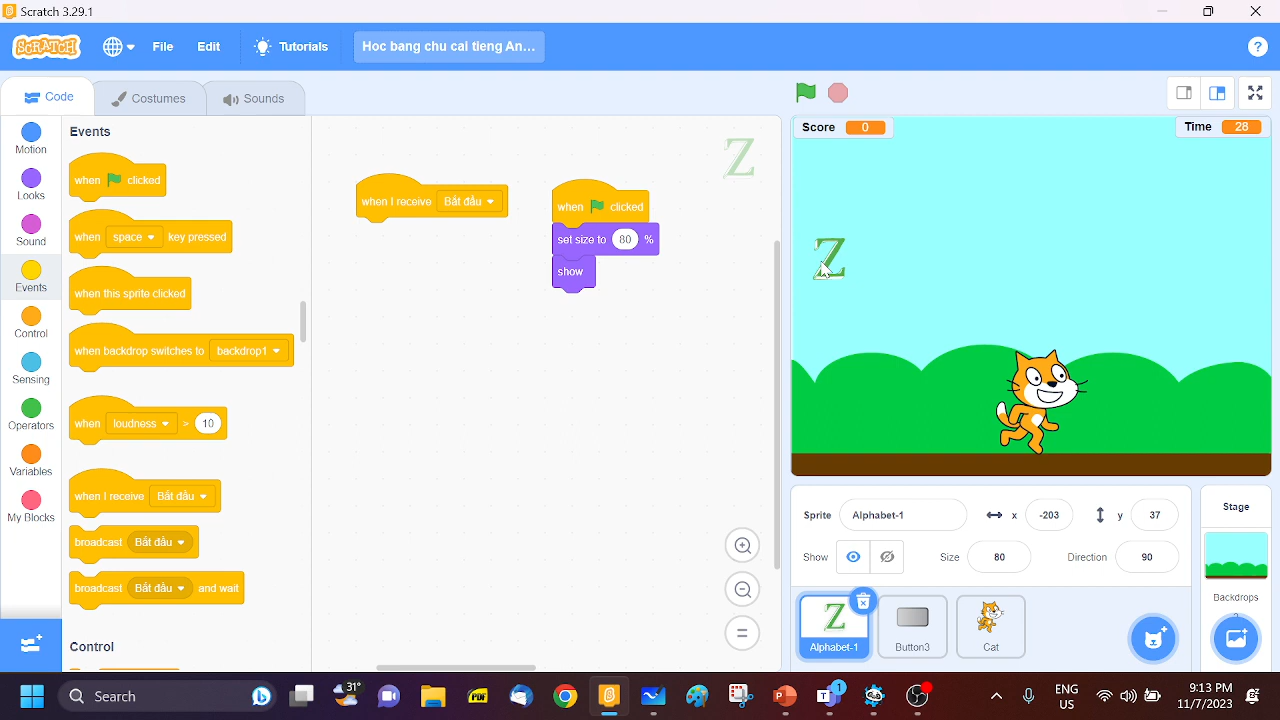 Scratch 3.29.1
SCRATCH
File
Edit
Tutorials
Hoc bang chu cai tieng An...
?
Code
Costumes
Sounds
Motion
Looks
Sound
Events
Control
Sensing
Operators
Variables
My Blocks
Events
when clicked
when space key pressed
when this sprite clicked
when backdrop switches to backdrop1
when loudness > 10
when I receive Bắt đầu
broadcast Bắt đầu
broadcast Bắt đầu and wait
Control
when I receive Bắt đầu
when clicked
set size to 80 %
show
Z
Score 0
Time 28
Z
Sprite Alphabet-1 x -203 y 37
Show Size 80 Direction 90
Z
Alphabet-1
Button3
Cat
Stage
Backdrops
Search
31°
1
ENG
US
9:13 PM
11/7/2023